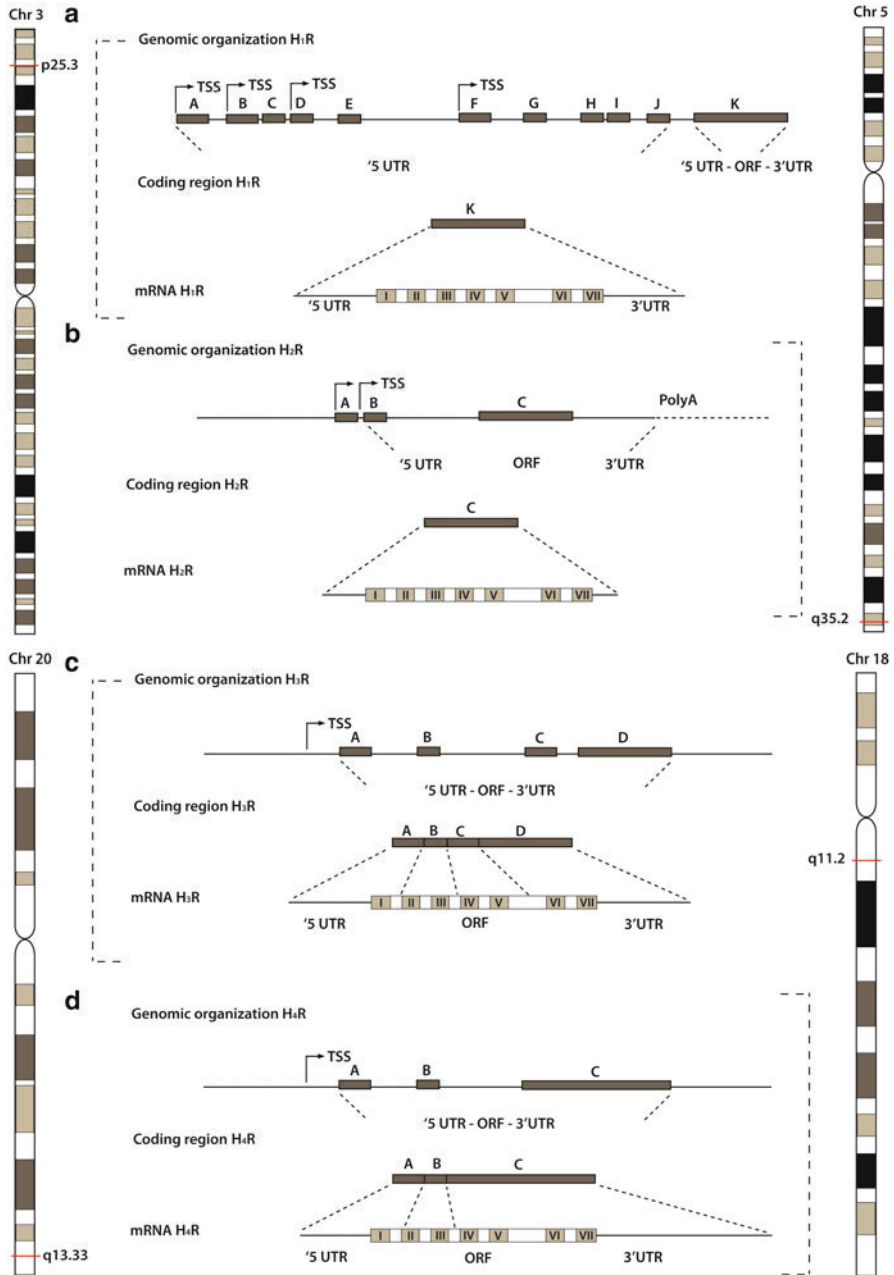 Chr 3
a
Chr 5
Genomic organization H₁R
p25.3
TSS TSS TSS TSS
A B C D E F G H I J K
'5 UTR
'5 UTR - ORF - 3'UTR
Coding region H₁R
K
mRNA H₁R
I II III IV V VI VII
'5 UTR
3'UTR
b
Genomic organization H₂R
TSS
A B C
PolyA
'5 UTR ORF 3'UTR
Coding region H₂R
C
mRNA H₂R
I II III IV V VI VII
q35.2
Chr 20
c
Chr 18
Genomic organization H₃R
TSS
A B C D
'5 UTR - ORF - 3'UTR
Coding region H₃R
A B C D
q11.2
mRNA H₃R
I II III IV V VI VII
'5 UTR ORF 3'UTR
d
Genomic organization H₄R
TSS
A B C
'5 UTR - ORF - 3'UTR
Coding region H₄R
A B C
mRNA H₄R
I II III IV V VI VII
'5 UTR ORF 3'UTR
q13.33